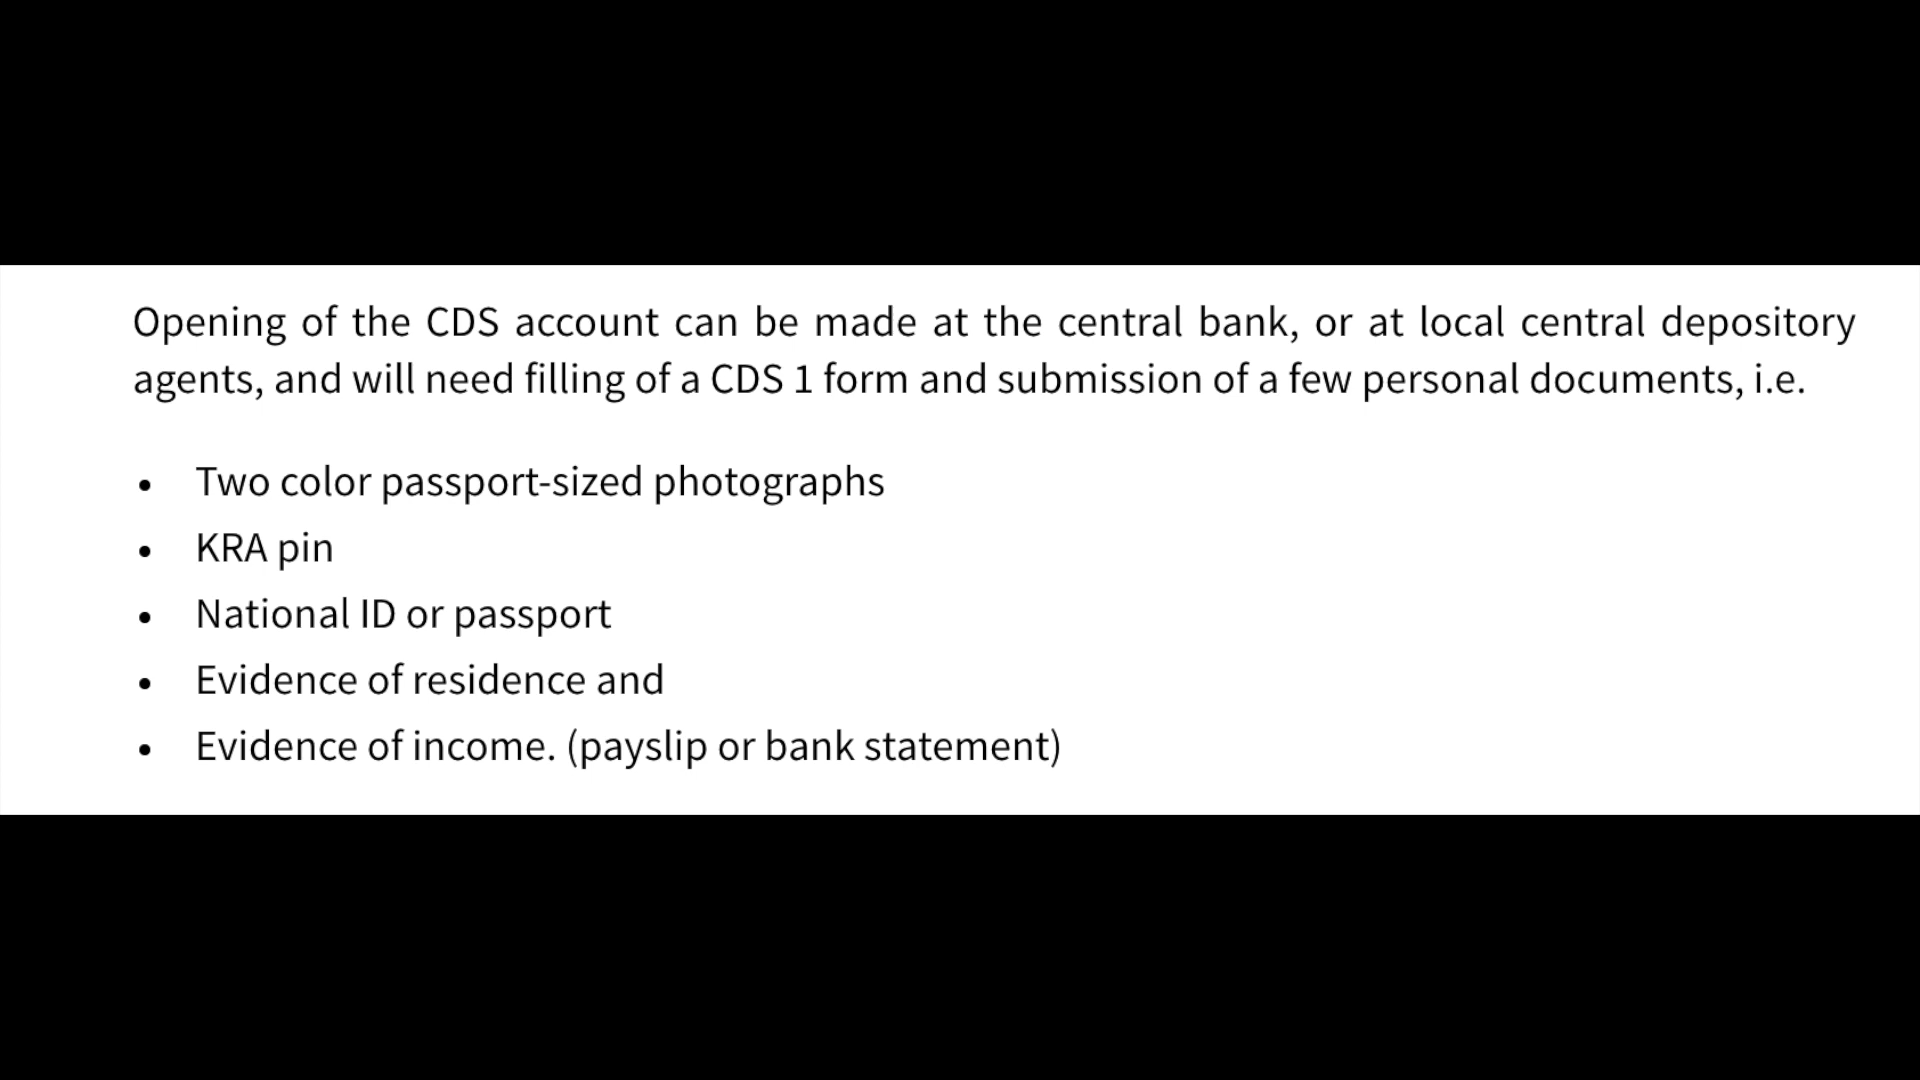 Opening of the CDS account can be made at the central bank, or at local central depository
agents, and will need filling of a CDS 1 form and submission of a few personal documents, i.e.
• Two color passport-sized photographs
• KRA pin
• National ID or passport
• Evidence of residence and
• Evidence of income. (payslip or bank statement)